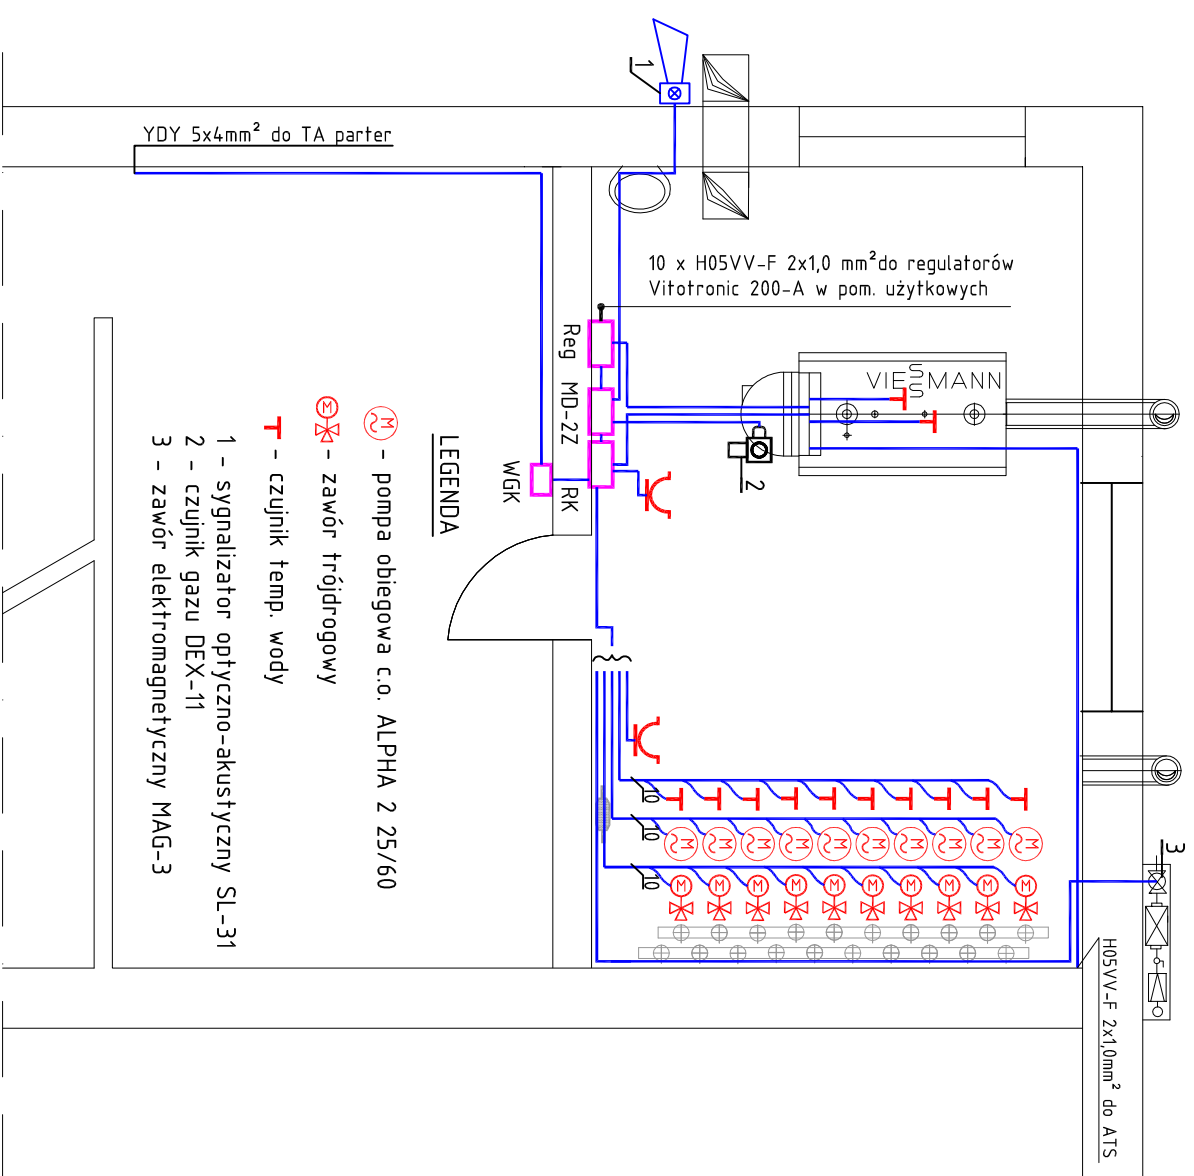 1
YDY 5x4mm² do TA parter
10 x H05VV-F 2x1,0 mm² do regulatorów
Vitotronic 200-A w pom. użytkowych
VIESSMANN
Reg
MD-2Z
RK
WGK
2
3
10
10
10
H05VV-F 2x1,0mm² do ATS
LEGENDA
M - pompa obiegowa c.o. ALPHA 2 25/60
M - zawór trójdrogowy
- czujnik temp. wody
1 - sygnalizator optyczno-akustyczny SL-31
2 - czujnik gazu DEX-11
3 - zawór elektromagnetyczny MAG-3
M M M M M M M M M M
M M M M M M M M M M